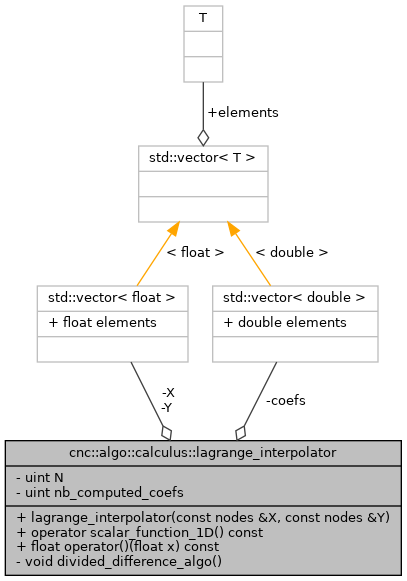 T
+elements
std::vector< T >
< float >
< double >
std::vector< float >
+ float elements
std::vector< double >
+ double elements
-X
-Y
-coefs
cnc::algo::calculus::lagrange_interpolator
- uint N
- uint nb_computed_coefs
+ lagrange_interpolator(const nodes &X, const nodes &Y)
+ operator scalar_function_1D() const
+ float operator()(float x) const
- void divided_difference_algo()